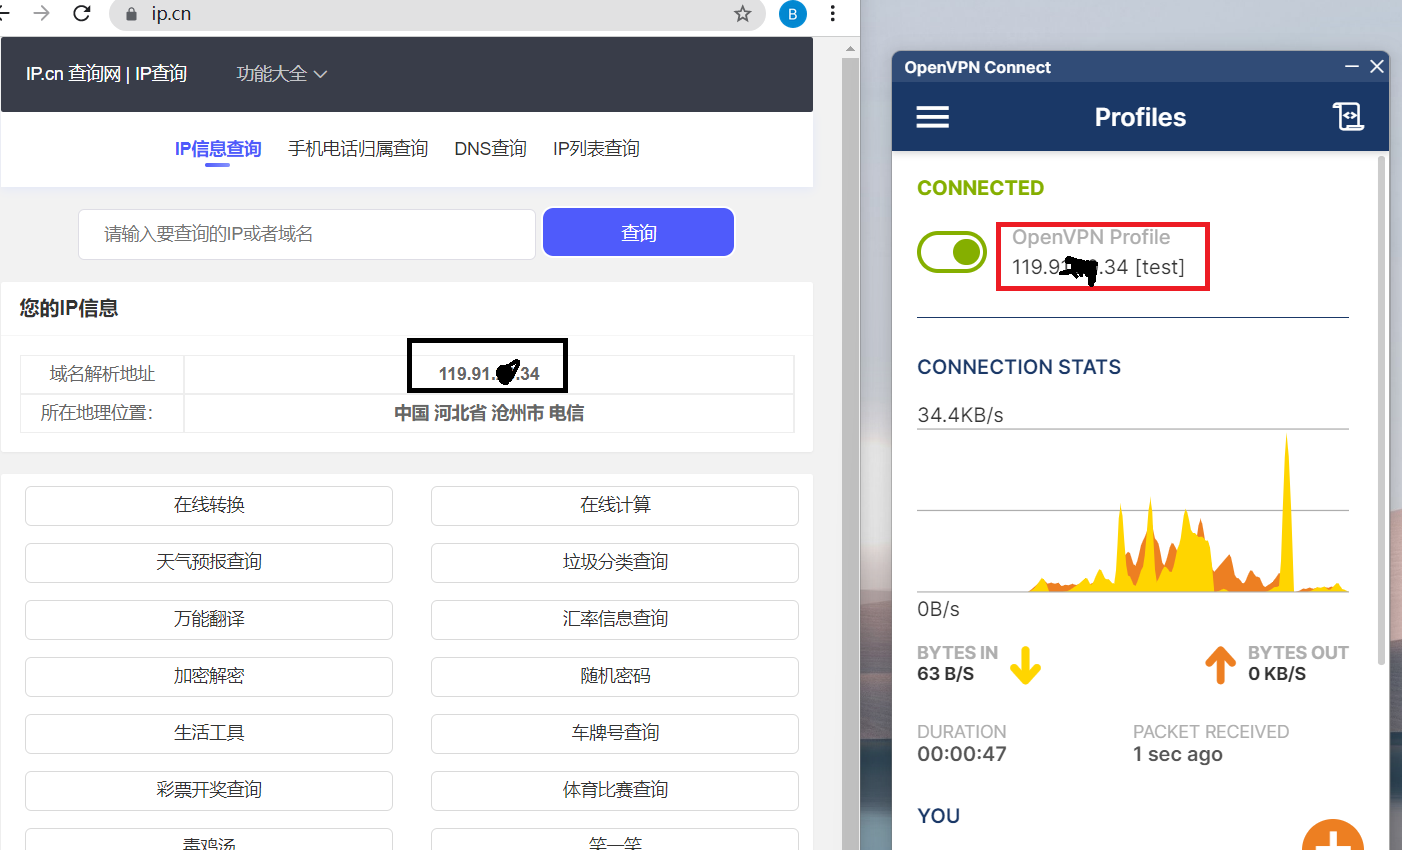 ip.cn
B
IP.cn 查询网 | IP查询
功能大全
IP信息查询
手机电话归属查询
DNS查询
IP列表查询
请输入要查询的IP或者域名
查询
您的IP信息
域名解析地址
119.91. .34
所在地理位置：
中国 河北省 沧州市 电信
在线转换
在线计算
天气预报查询
垃圾分类查询
万能翻译
汇率信息查询
加密解密
随机密码
生活工具
车牌号查询
彩票开奖查询
体育比赛查询
毒鸡汤
笑一笑
OpenVPN Connect
Profiles
CONNECTED
OpenVPN Profile
119.9 .34 [test]
CONNECTION STATS
34.4KB/s
0B/s
BYTES IN
63 B/S
BYTES OUT
0 KB/S
DURATION
00:00:47
PACKET RECEIVED
1 sec ago
YOU